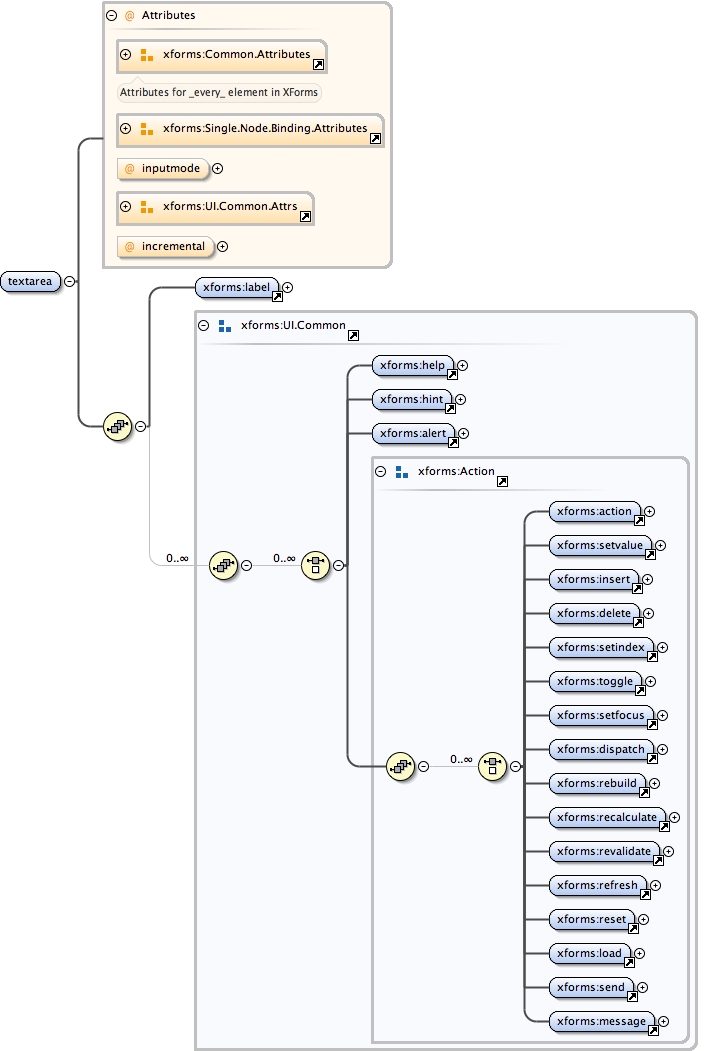 Attributes
xforms:Common.Attributes
Attributes for _every_ element in XForms
xforms:Single.Node.Binding.Attributes
@ inputmode
xforms:UI.Common.Attrs
@ incremental
textarea
xforms:label
xforms:UI.Common
xforms:help
xforms:hint
xforms:alert
xforms:Action
xforms:action
xforms:setvalue
0..∞ 0..∞
xforms:insert
xforms:delete
xforms:setindex
xforms:toggle
xforms:setfocus
xforms:dispatch
0..∞
xforms:rebuild
xforms:recalculate
xforms:revalidate
xforms:refresh
xforms:reset
xforms:load
xforms:send
xforms:message